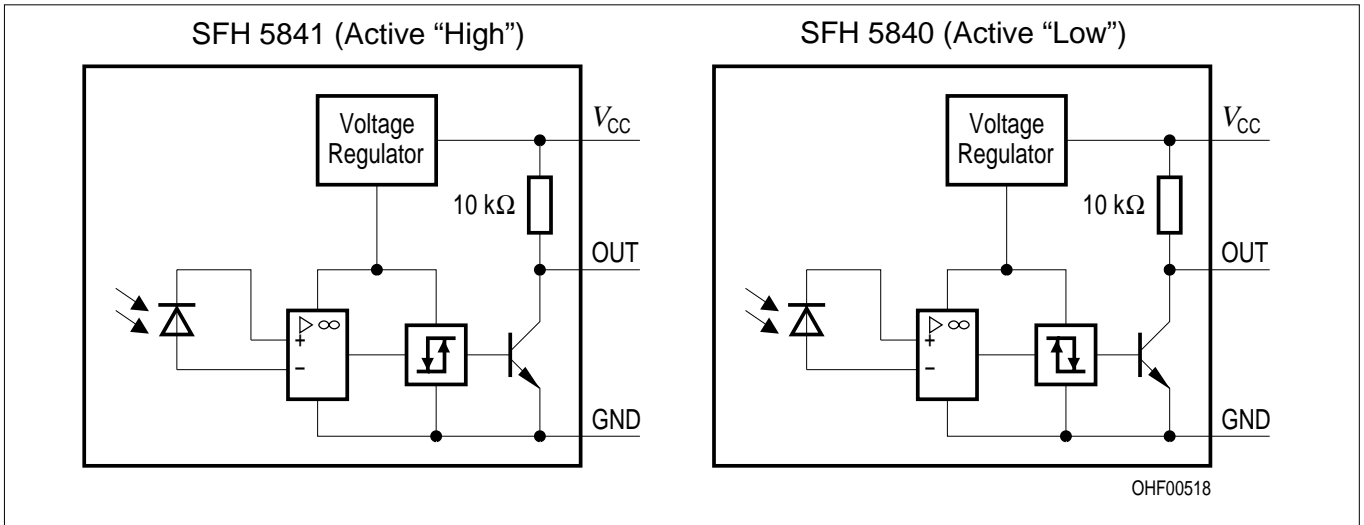 SFH 5841 (Active “High”)
Voltage
Regulator
V_CC
10 kΩ
OUT
▷ ∞
+
−
GND
SFH 5840 (Active “Low”)
Voltage
Regulator
V_CC
10 kΩ
OUT
▷ ∞
+
−
GND
OHF00518